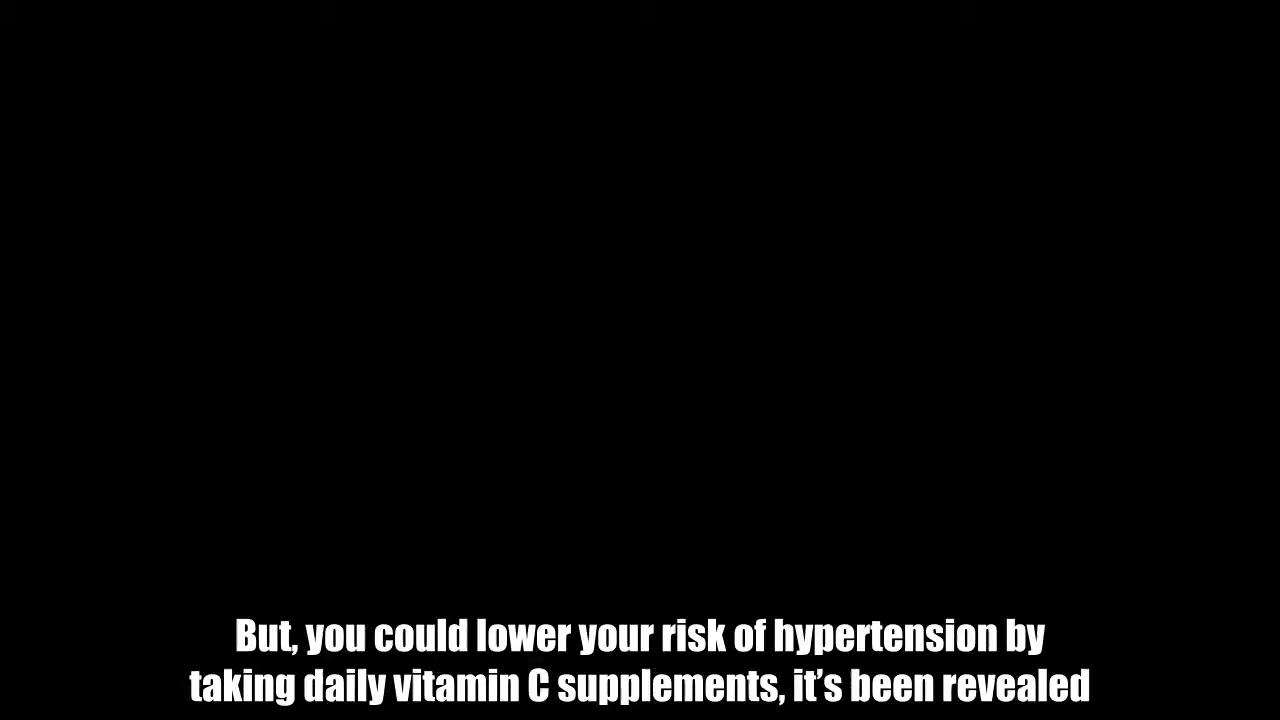 But, you could lower your risk of hypertension by
taking daily vitamin C supplements, it’s been revealed